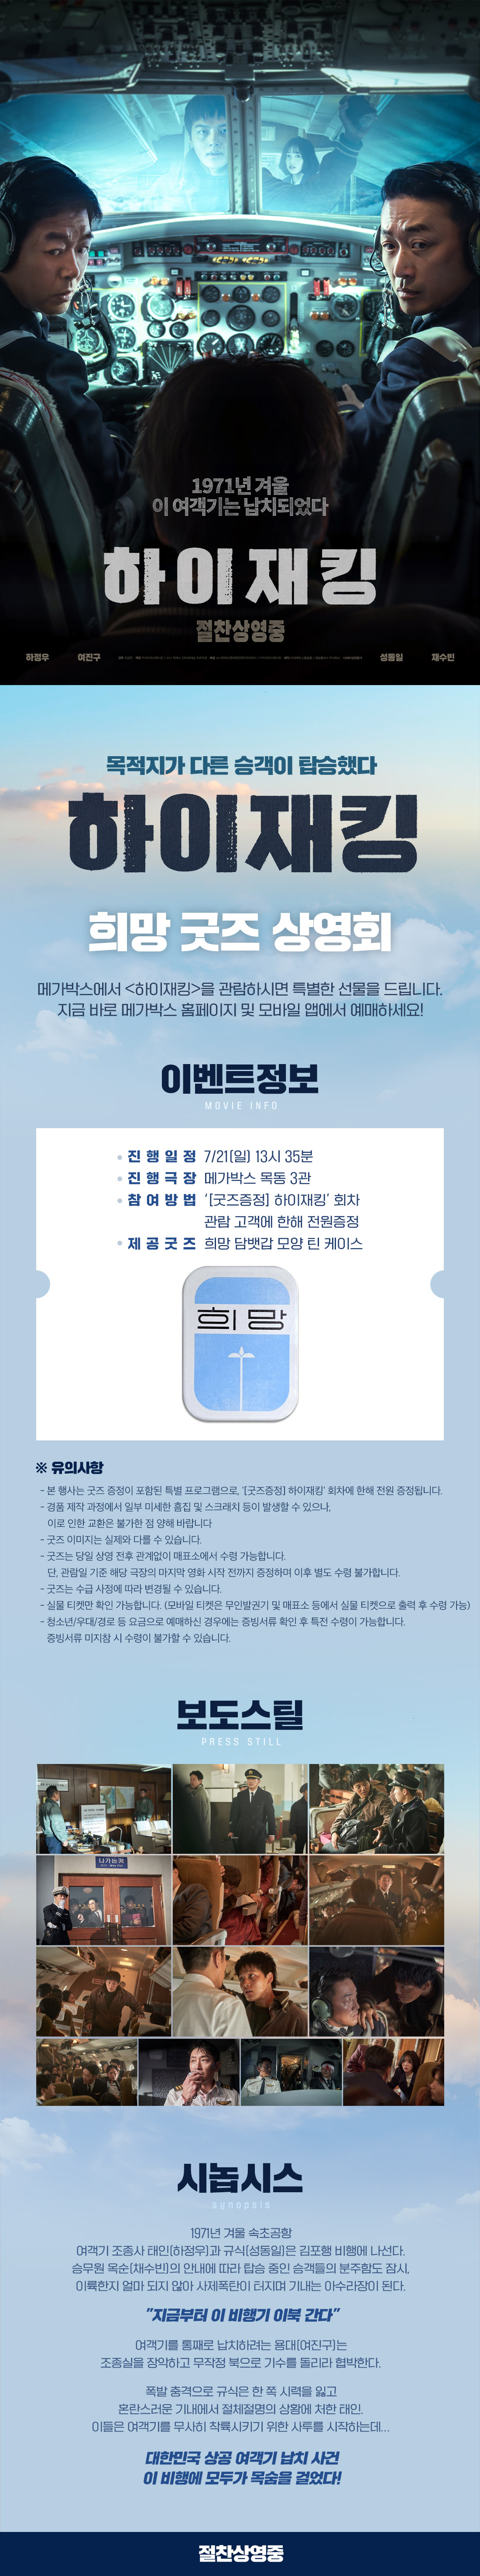 1971년 겨울
이 여객기는 납치되었다
하이재킹
절찬상영중
하정우 여진구 성동일 채수빈
목적지가 다른 승객이 탑승했다
하이재킹
희망 굿즈 상영회
메가박스에서 <하이재킹>을 관람하시면 특별한 선물을 드립니다.
지금 바로 메가박스 홈페이지 및 모바일 앱에서 예매하세요!
이벤트정보
MOVIE INFO
• 진행일정 7/21(일) 13시 35분
• 진행극장 메가박스 목동 3관
• 참여방법 '[굿즈증정] 하이재킹' 회차
관람 고객에 한해 전원증정
• 제공굿즈 희망 담뱃갑 모양 틴 케이스
희망
※ 유의사항
- 본 행사는 굿즈 증정이 포함된 특별 프로그램으로, '[굿즈증정] 하이재킹' 회차에 한해 전원 증정됩니다.
- 경품 제작 과정에서 일부 미세한 흠집 및 스크래치 등이 발생할 수 있으나,
이로 인한 교환은 불가한 점 양해 바랍니다
- 굿즈 이미지는 실제와 다를 수 있습니다.
- 굿즈는 당일 상영 전후 관계없이 매표소에서 수령 가능합니다.
단, 관람일 기준 해당 극장의 마지막 영화 시작 전까지 증정하며 이후 별도 수령 불가합니다.
- 굿즈는 수급 사정에 따라 변경될 수 있습니다.
- 실물 티켓만 확인 가능합니다. (모바일 티켓은 무인발권기 및 매표소 등에서 실물 티켓으로 출력 후 수령 가능)
- 청소년/우대/경로 등 요금으로 예매하신 경우에는 증빙서류 확인 후 특전 수령이 가능합니다.
증빙서류 미지참 시 수령이 불가할 수 있습니다.
보도스틸
PRESS STILL
나가는곳
시놉시스
synopsis
1971년 겨울 속초공항
여객기 조종사 태인(하정우)과 규식(성동일)은 김포행 비행에 나선다.
승무원 옥순(채수빈)의 안내에 따라 탑승 중인 승객들의 분주함도 잠시,
이륙한지 얼마 되지 않아 사제폭탄이 터지며 기내는 아수라장이 된다.
"지금부터 이 비행기 이북 간다"
여객기를 통째로 납치하려는 용대(여진구)는
조종실을 장악하고 무작정 북으로 기수를 돌리라 협박한다.
폭발 충격으로 규식은 한 쪽 시력을 잃고
혼란스러운 기내에서 절체절명의 상황에 처한 태인.
이들은 여객기를 무사히 착륙시키기 위한 사투를 시작하는데...
대한민국 상공 여객기 납치 사건
이 비행에 모두가 목숨을 걸었다!
절찬상영중